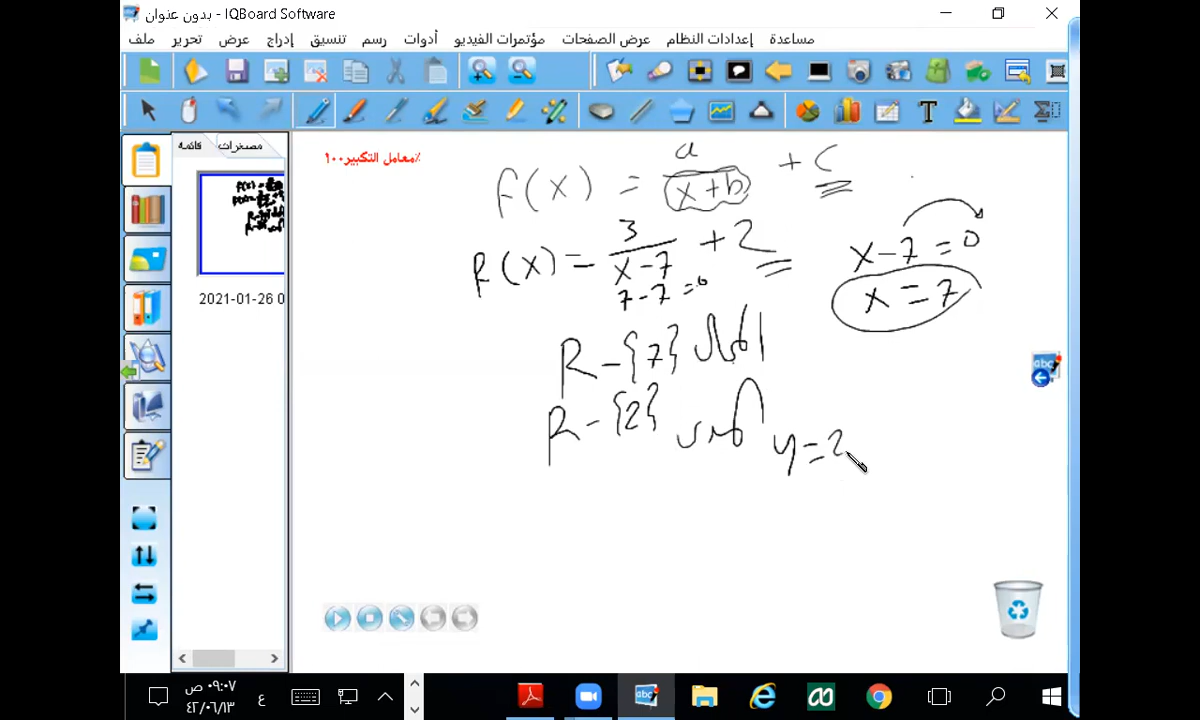 بدون عنوان - IQBoard Software
ملف تحرير عرض إدراج تنسيق رسم أدوات مؤتمرات الفيديو عرض الصفحات إعدادات النظام مساعدة
مصغرات قائمة
2021-01-26 0
معامل التكبير١٠٠٪
f(x) = a/(x+b) + c
f(x) = 3/(x-7) + 2
7-7=0
x-7=0
x=7
R-{7} المجال
R-{2} المدى
y=2
٠٩:٠٧ ص
٤٢/٠٦/١٣
ع